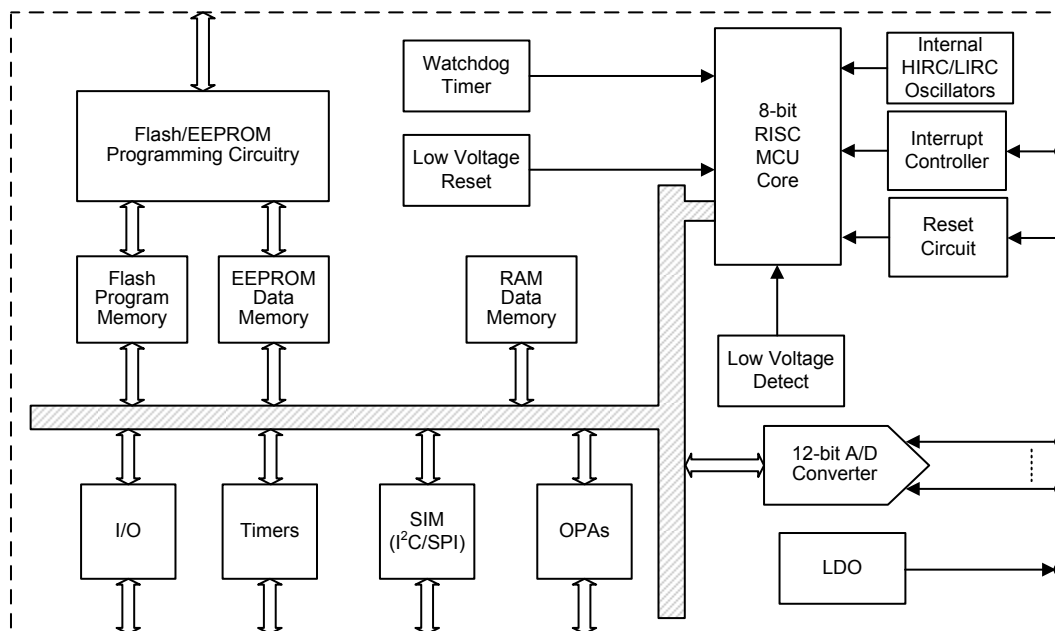 Watchdog
Timer
Internal
HIRC/LIRC
Oscillators
Flash/EEPROM
Programming Circuitry
Low Voltage
Reset
8-bit
RISC
MCU
Core
Interrupt
Controller
Reset
Circuit
Flash
Program
Memory
EEPROM
Data
Memory
RAM
Data
Memory
Low Voltage
Detect
12-bit A/D
Converter
I/O
Timers
SIM
(I²C/SPI)
OPAs
LDO